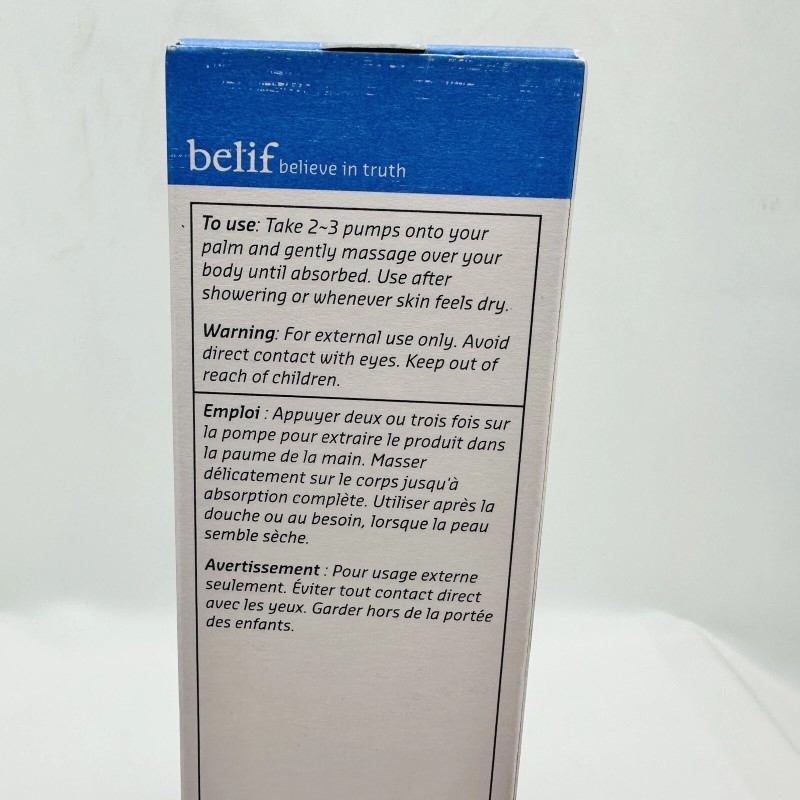 belif believe in truth
To use: Take 2~3 pumps onto your
palm and gently massage over your
body until absorbed. Use after
showering or whenever skin feels dry.
Warning: For external use only. Avoid
direct contact with eyes. Keep out of
reach of children.
Emploi : Appuyer deux ou trois fois sur
la pompe pour extraire le produit dans
la paume de la main. Masser
délicatement sur le corps jusqu'à
absorption complète. Utiliser après la
douche ou au besoin, lorsque la peau
semble sèche.
Avertissement : Pour usage externe
seulement. Éviter tout contact direct
avec les yeux. Garder hors de la portée
des enfants.